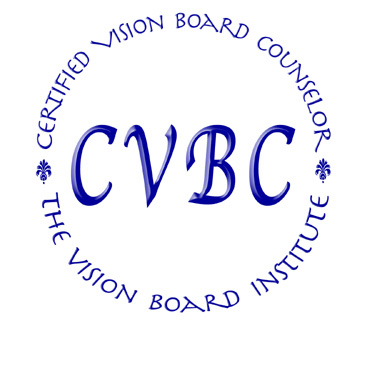 CERTIFIED VISION BOARD COUNSELOR
CVBC
THE VISION BOARD INSTITUTE